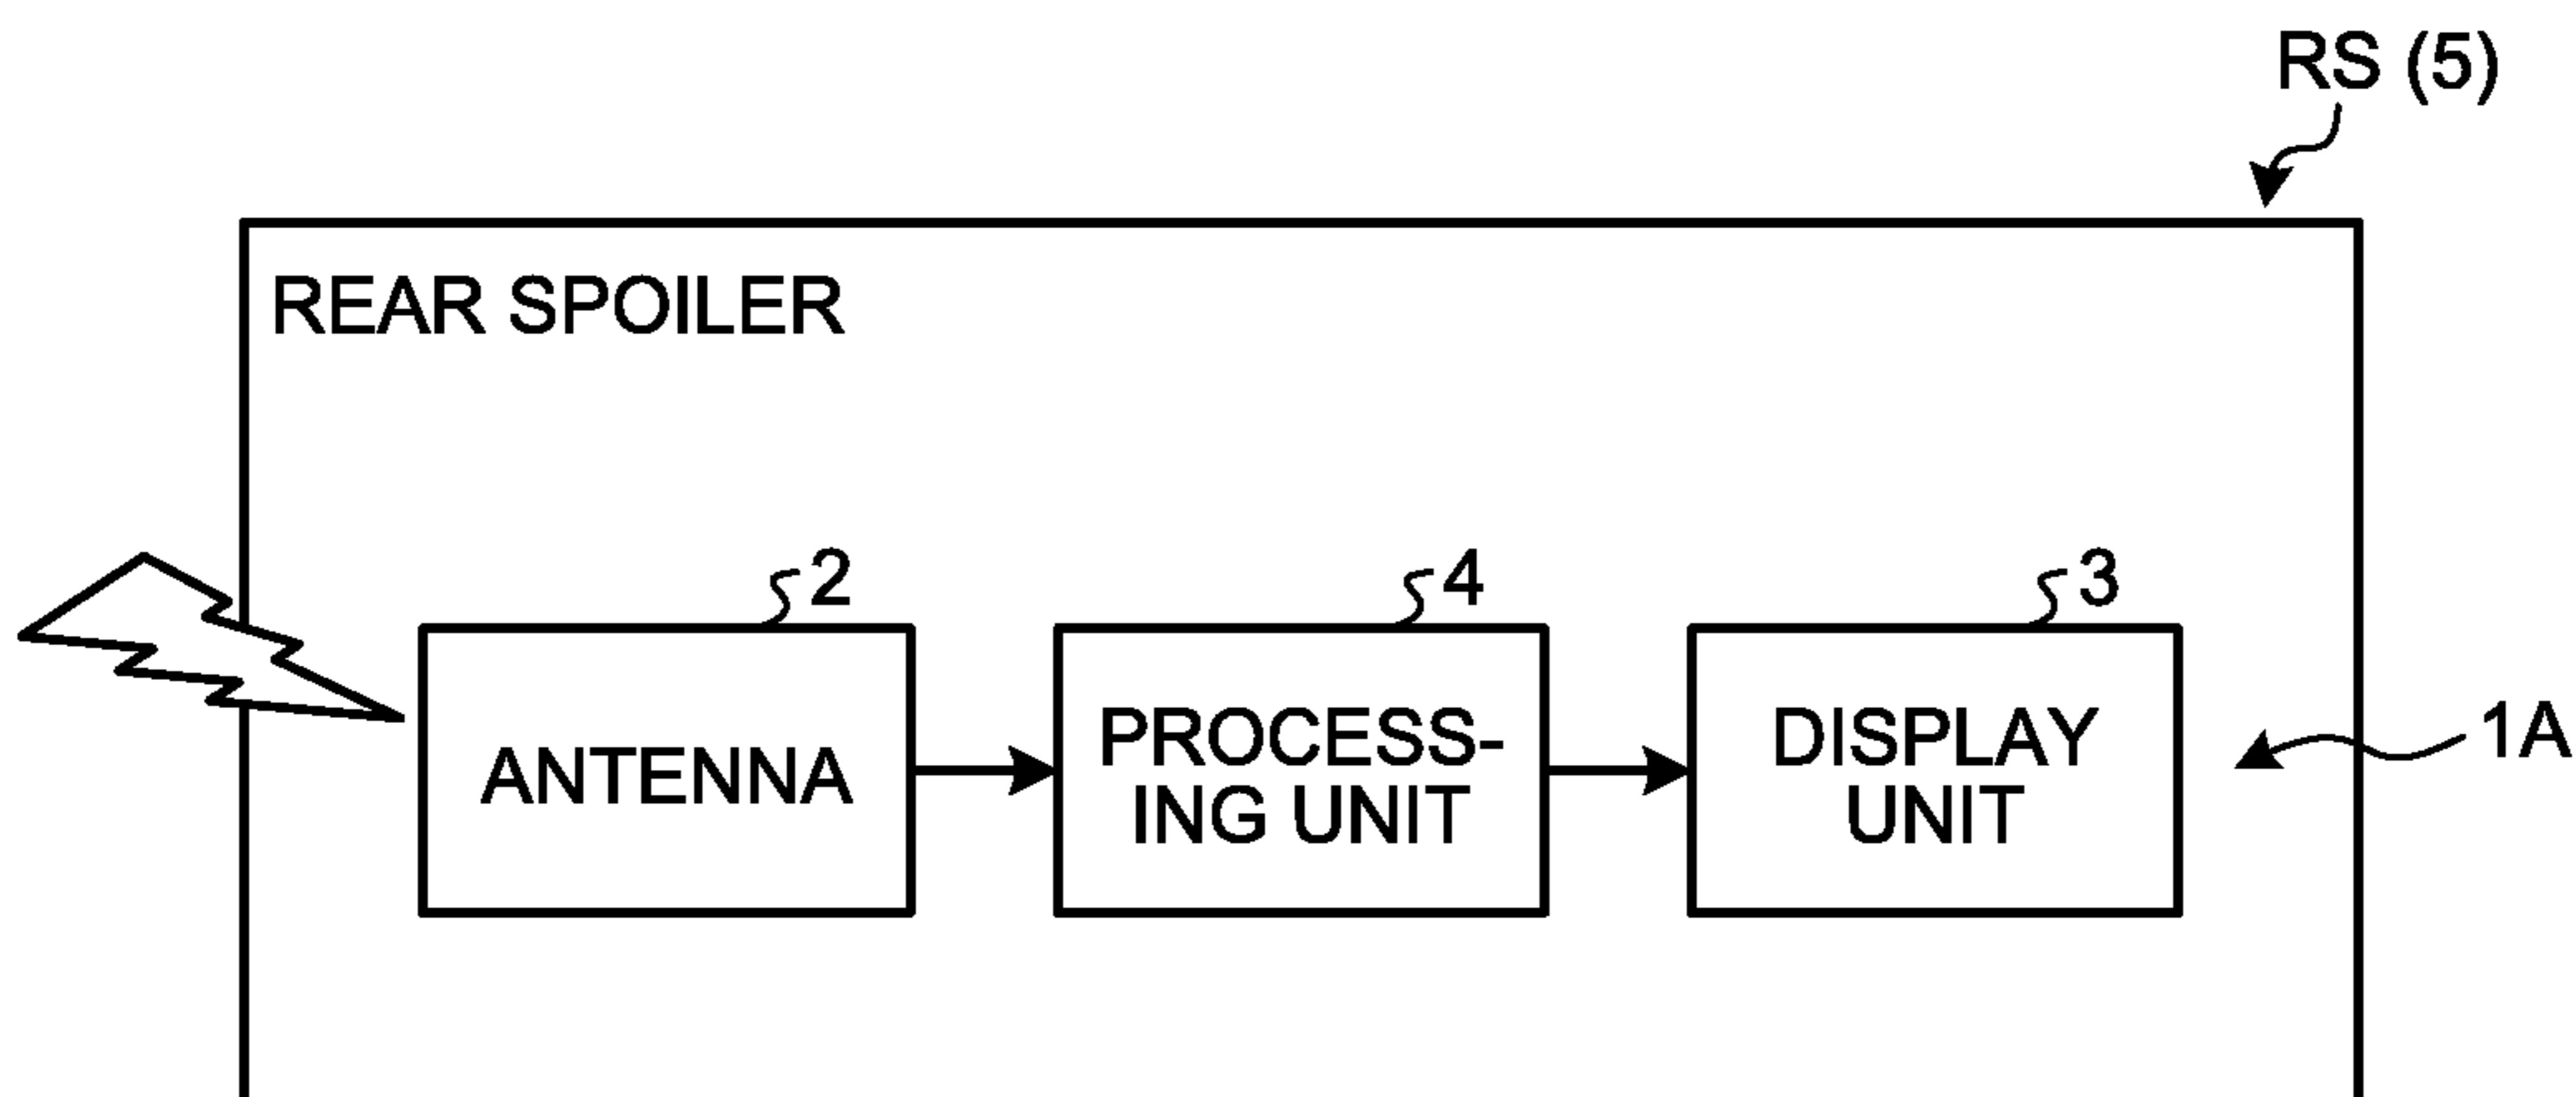 RS (5)
REAR SPOILER
2
4
3
ANTENNA
PROCESS-
ING UNIT
DISPLAY
UNIT
1A